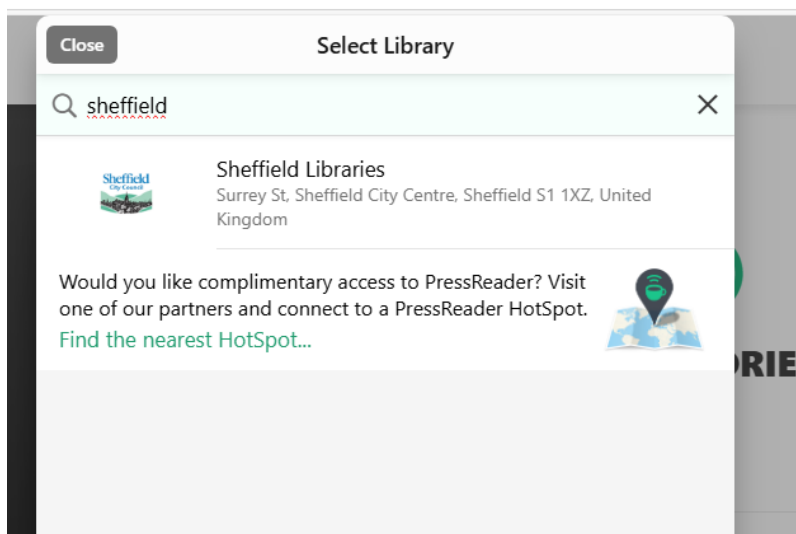 Close
Select Library
sheffield
Sheffield
City Council
Sheffield Libraries
Surrey St, Sheffield City Centre, Sheffield S1 1XZ, United
Kingdom
Would you like complimentary access to PressReader? Visit
one of our partners and connect to a PressReader HotSpot.
Find the nearest HotSpot...
RIE